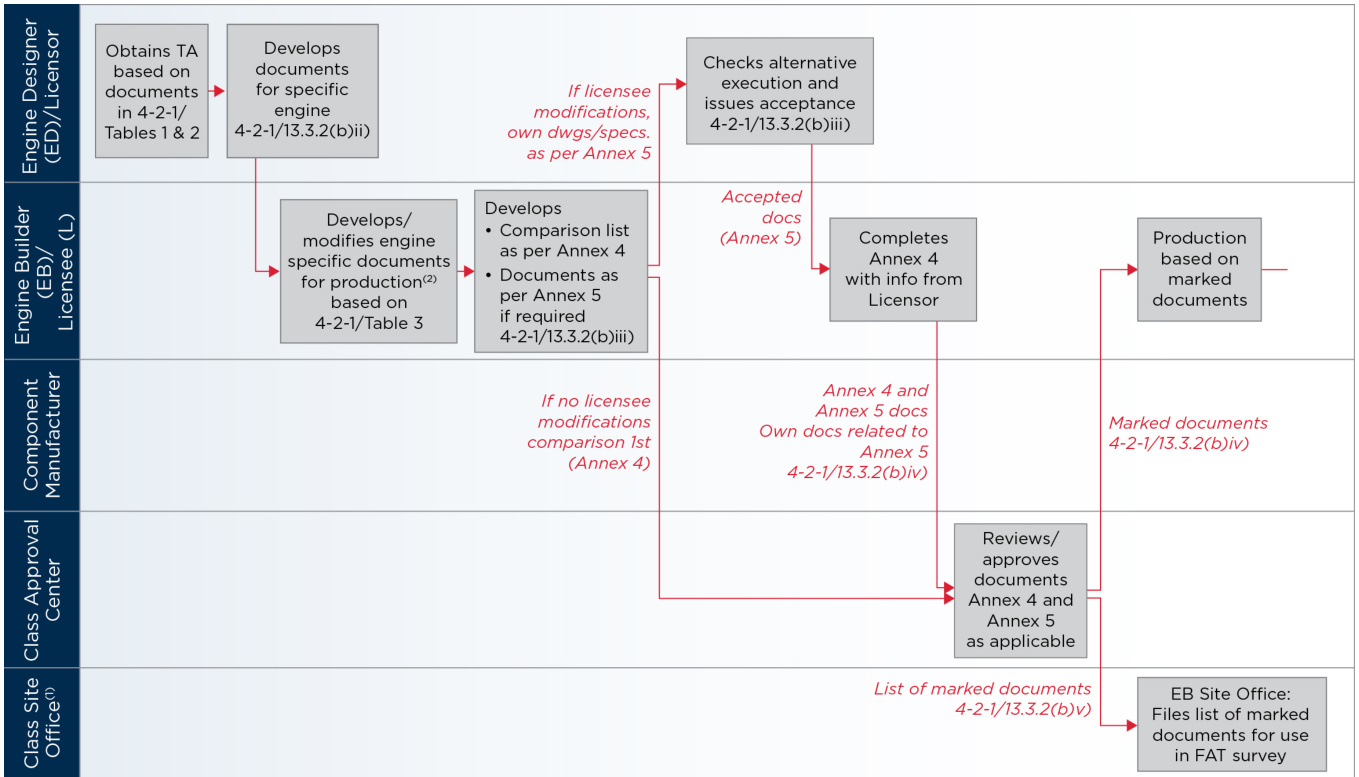 Engine Designer
(ED)/Licensor
Obtains TA
based on
documents
in 4-2-1/
Tables 1 & 2
Develops
documents
for specific
engine
4-2-1/13.3.2(b)ii)
If licensee
modifications,
own dwgs/specs.
as per Annex 5
Checks alternative
execution and
issues acceptance
4-2-1/13.3.2(b)iii)
Engine Builder
(EB)/
Licensee (L)
Develops/
modifies engine
specific documents
for production(2)
based on
4-2-1/Table 3
Develops
• Comparison list
as per Annex 4
• Documents as
per Annex 5
if required
4-2-1/13.3.2(b)iii)
Accepted
docs
(Annex 5)
Completes
Annex 4
with info from
Licensor
Production
based on
marked
documents
Component
Manufacturer
If no licensee
modifications
comparison 1st
(Annex 4)
Annex 4 and
Annex 5 docs
Own docs related to
Annex 5
4-2-1/13.3.2(b)iv)
Marked documents
4-2-1/13.3.2(b)iv)
Class Approval
Center
Reviews/
approves
documents
Annex 4 and
Annex 5
as applicable
Class Site
Office(1)
List of marked documents
4-2-1/13.3.2(b)v)
EB Site Office:
Files list of marked
documents for use
in FAT survey